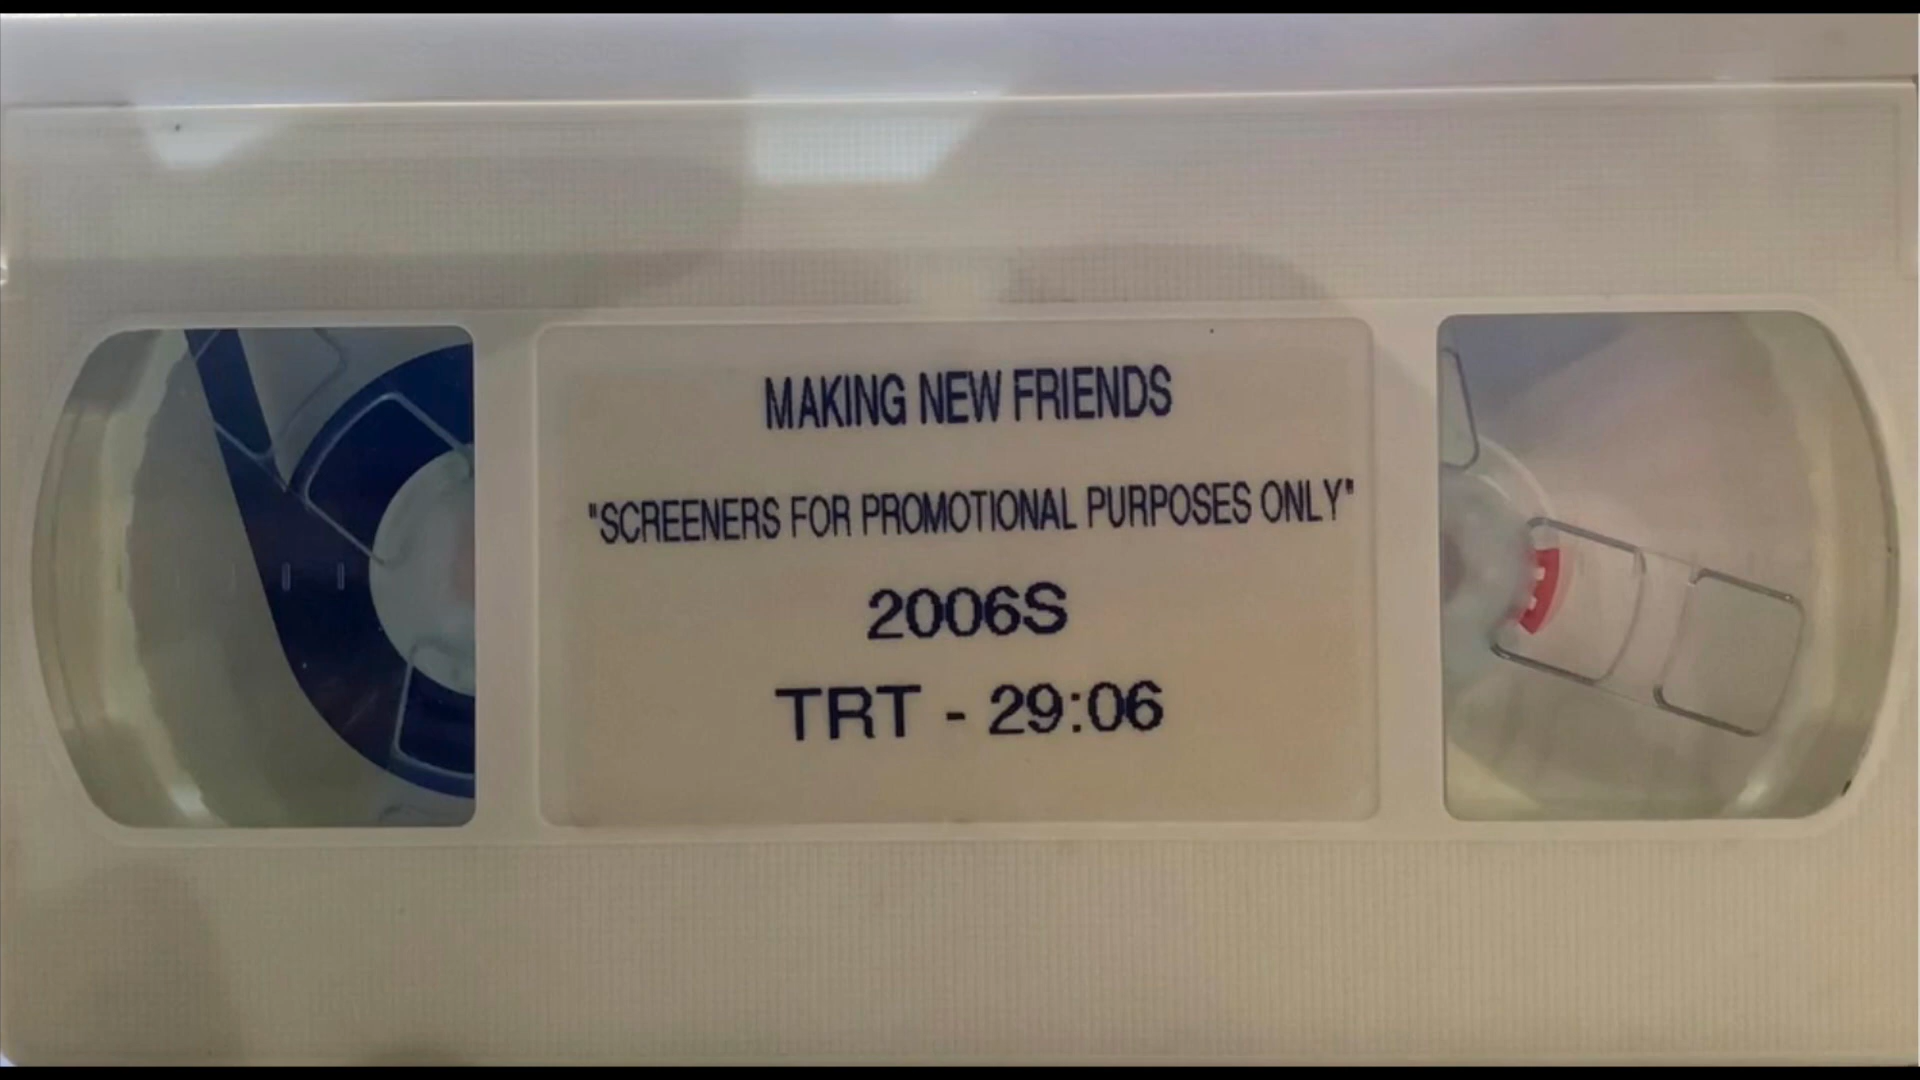 MAKING NEW FRIENDS
"SCREENERS FOR PROMOTIONAL PURPOSES ONLY"
2006S
TRT - 29:06